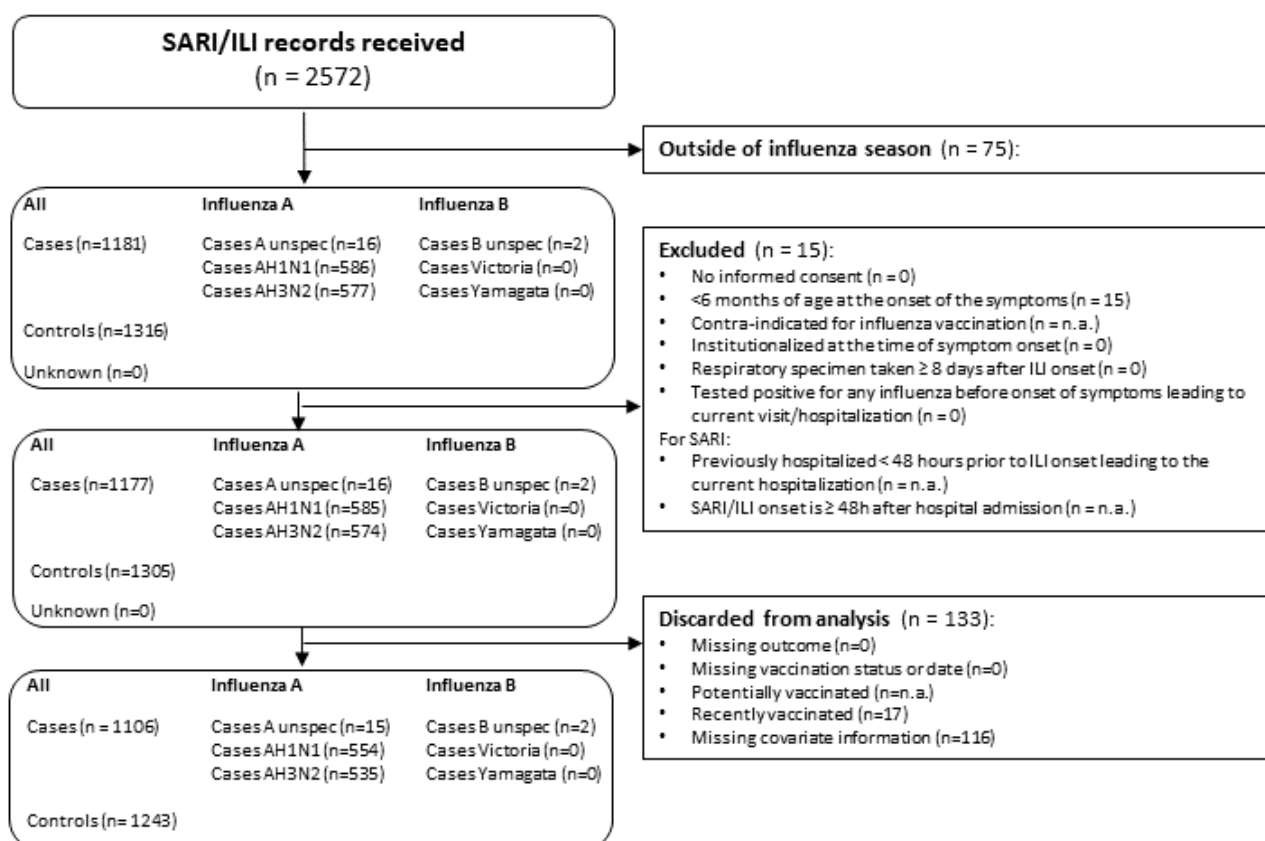 SARI/ILI records received
(n = 2572)
Outside of influenza season (n = 75):
All Influenza A Influenza B
Cases (n=1181) Cases A unspec (n=16) Cases B unspec (n=2)
Cases AH1N1 (n=586) Cases Victoria (n=0)
Cases AH3N2 (n=577) Cases Yamagata (n=0)
Controls (n=1316)
Unknown (n=0)
Excluded (n = 15):
• No informed consent (n = 0)
• <6 months of age at the onset of the symptoms (n = 15)
• Contra-indicated for influenza vaccination (n = n.a.)
• Institutionalized at the time of symptom onset (n = 0)
• Respiratory specimen taken ≥ 8 days after ILI onset (n = 0)
• Tested positive for any influenza before onset of symptoms leading to
current visit/hospitalization (n = 0)
For SARI:
• Previously hospitalized < 48 hours prior to ILI onset leading to the
current hospitalization (n = n.a.)
• SARI/ILI onset is ≥ 48h after hospital admission (n = n.a.)
All Influenza A Influenza B
Cases (n=1177) Cases A unspec (n=16) Cases B unspec (n=2)
Cases AH1N1 (n=585) Cases Victoria (n=0)
Cases AH3N2 (n=574) Cases Yamagata (n=0)
Controls (n=1305)
Unknown (n=0)
Discarded from analysis (n = 133):
• Missing outcome (n=0)
• Missing vaccination status or date (n=0)
• Potentially vaccinated (n=n.a.)
• Recently vaccinated (n=17)
• Missing covariate information (n=116)
All Influenza A Influenza B
Cases (n = 1106) Cases A unspec (n=15) Cases B unspec (n=2)
Cases AH1N1 (n=554) Cases Victoria (n=0)
Cases AH3N2 (n=535) Cases Yamagata (n=0)
Controls (n= 1243)